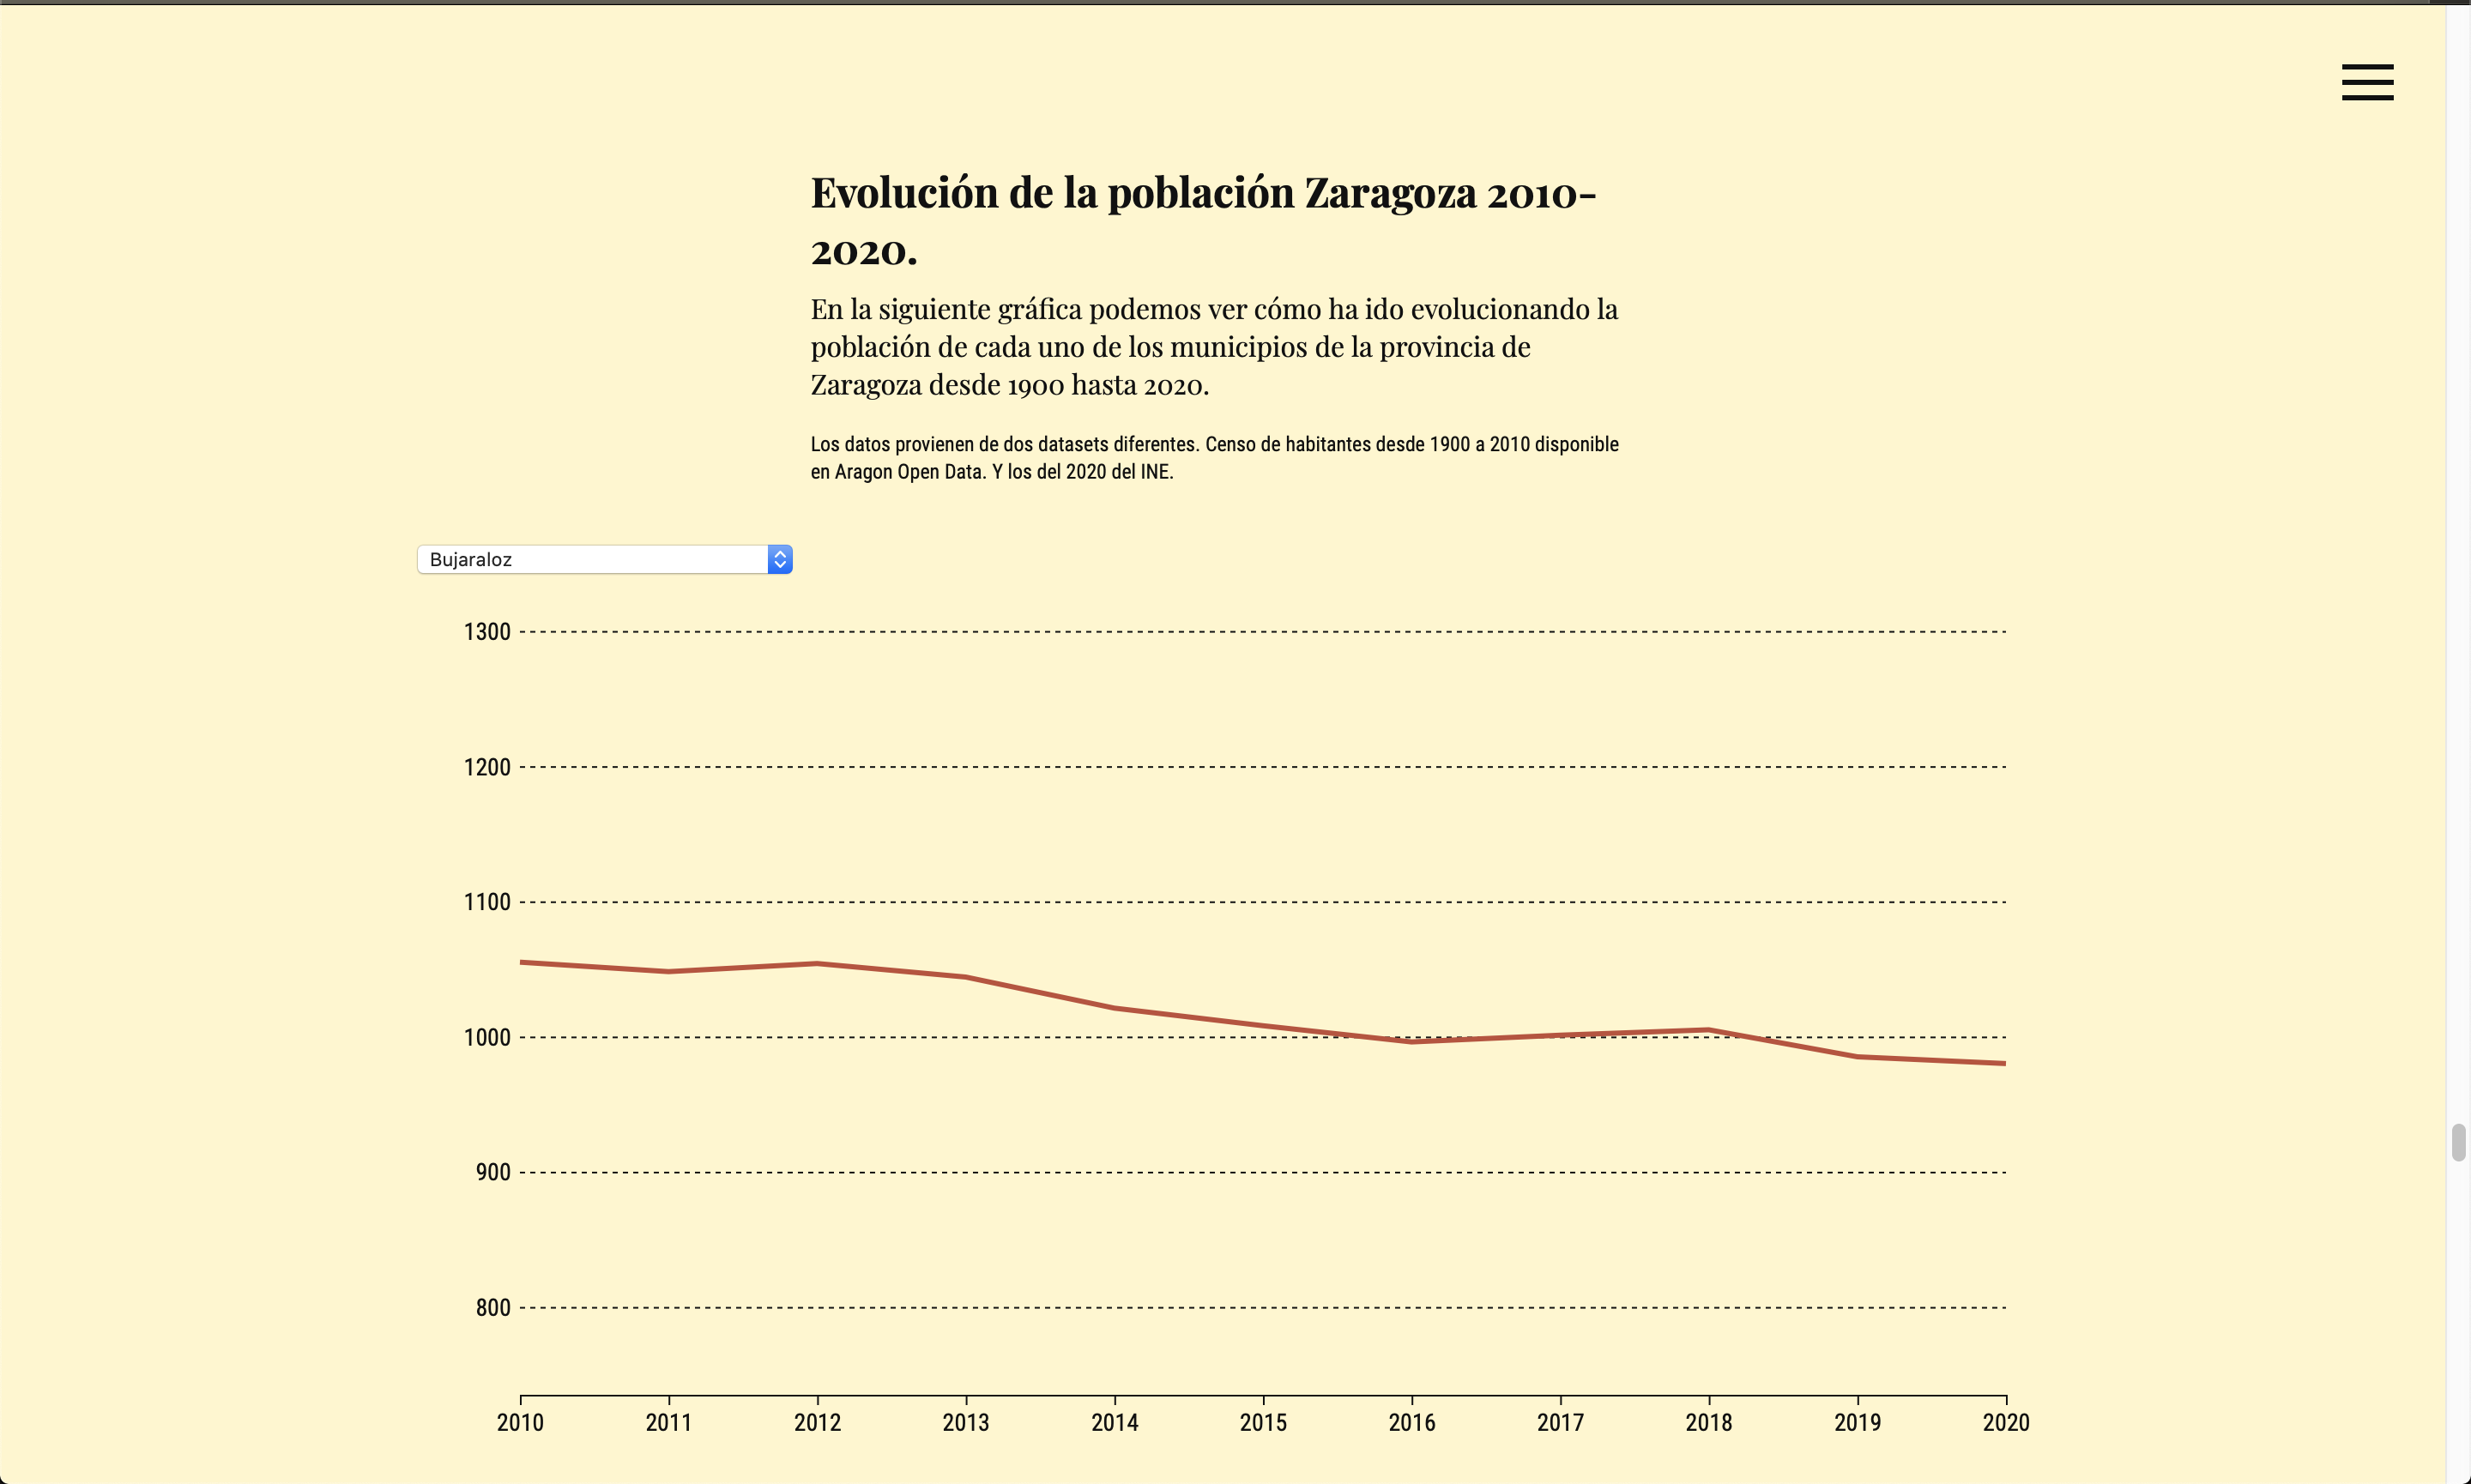 Evolución de la población Zaragoza 2010-
2020.
En la siguiente gráfica podemos ver cómo ha ido evolucionando la
población de cada uno de los municipios de la provincia de
Zaragoza desde 1900 hasta 2020.
Los datos provienen de dos datasets diferentes. Censo de habitantes desde 1900 a 2010 disponible
en Aragon Open Data. Y los del 2020 del INE.
Bujaraloz
1300
1200
1100
1000
900
800
2010 2011 2012 2013 2014 2015 2016 2017 2018 2019 2020